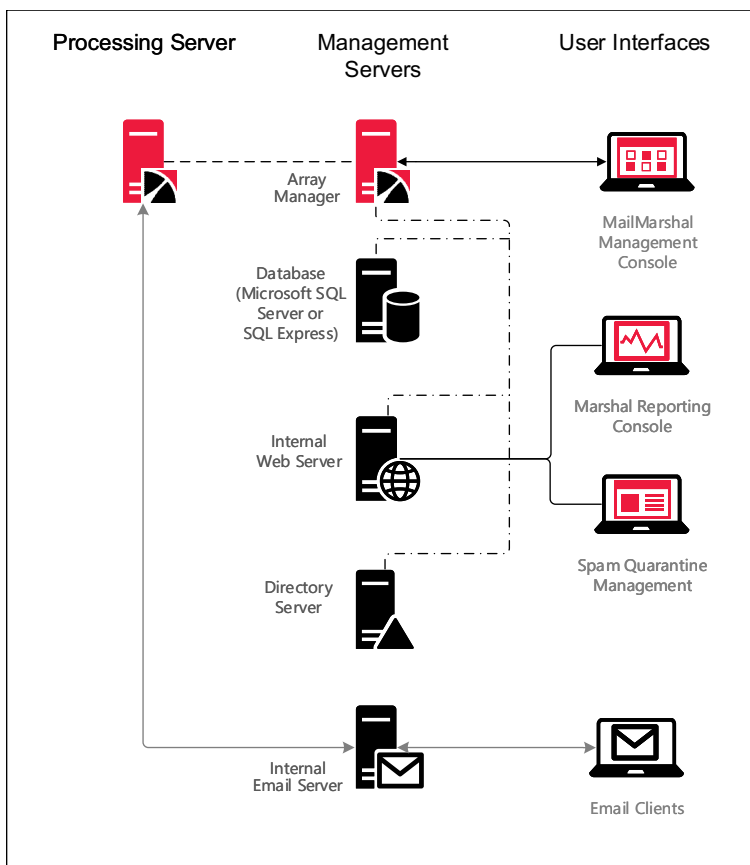 Processing Server
Management
Servers
User Interfaces
Array
Manager
MailMarshal
Management
Console
Database
(Microsoft SQL
Server or
SQL Express)
Marshal Reporting
Console
Internal
Web Server
Spam Quarantine
Management
Directory
Server
Internal
Email Server
Email Clients